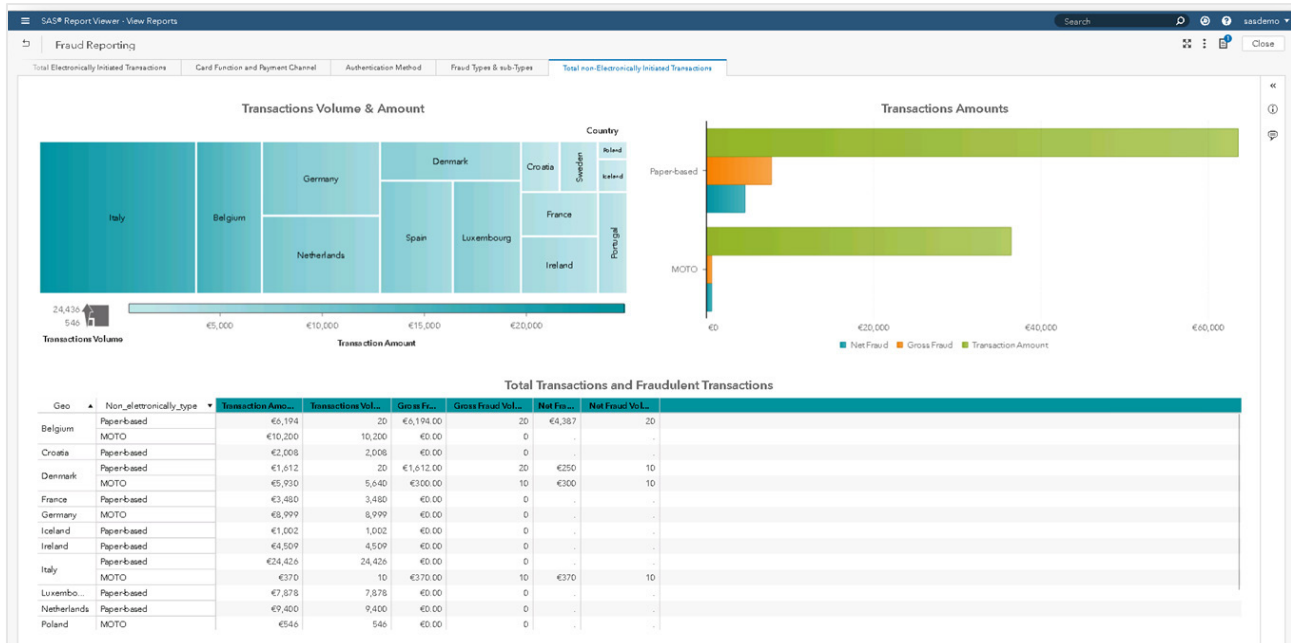 SAS® Report Viewer - View Reports
Search
sasdemo
Fraud Reporting
Close
Total Electronically Initiated Transactions
Card Function and Payment Channel
Authentication Method
Fraud Types & sub-Types
Total non-Electronically Initiated Transactions
Transactions Volume & Amount
Country
Italy
Belgium
Germany
Netherlands
Denmark
Spain
Luxembourg
Croatia
Sweden
Poland
Iceland
France
Ireland
Portugal
24,436
546
Transactions Volume
€5,000 €10,000 €15,000 €20,000
Transaction Amount
Transactions Amounts
Paper-based
MOTO
€0 €20,000 €40,000 €60,000
Net Fraud Gross Fraud Transaction Amount
Total Transactions and Fraudulent Transactions
Geo Non_elettronically_type Transaction Amo... Transactions Vol... Gross Fr... Gross Fraud Vol... Net Fra... Net Fraud Vol...
Belgium Paper-based €6,194 20 €6,194.00 20 €4,387 20
MOTO €10,200 10,200 €0.00 0 . .
Croatia Paper-based €2,008 2,008 €0.00 0 . .
Denmark Paper-based €1,612 20 €1,612.00 20 €250 10
MOTO €5,930 5,640 €300.00 10 €300 10
France Paper-based €3,480 3,480 €0.00 0 . .
Germany MOTO €8,999 8,999 €0.00 0 . .
Iceland Paper-based €1,002 1,002 €0.00 0 . .
Ireland Paper-based €4,509 4,509 €0.00 0 . .
Italy Paper-based €24,426 24,426 €0.00 0 . .
MOTO €370 10 €370.00 10 €370 10
Luxembo... Paper-based €7,878 7,878 €0.00 0 . .
Netherlands Paper-based €9,400 9,400 €0.00 0 . .
Poland MOTO €546 546 €0.00 0 . .